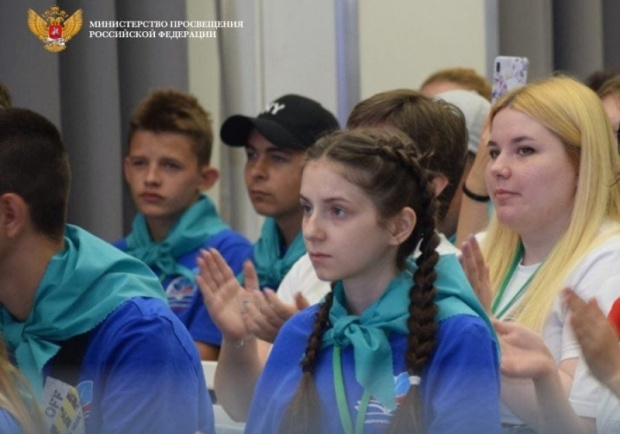 МИНИСТЕРСТВО ПРОСВЕЩЕНИЯ
РОССИЙСКОЙ ФЕДЕРАЦИИ